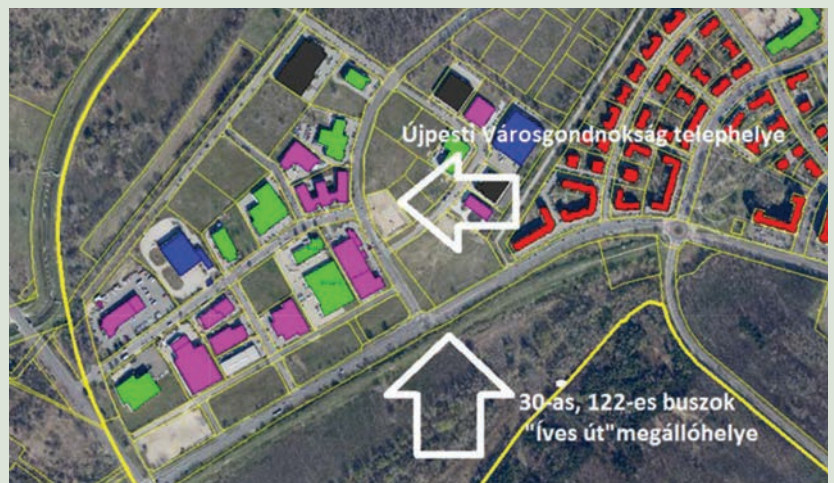 Újpesti Városgondnokság telephelye
30-as, 122-es buszok
"Íves út"megállóhelye